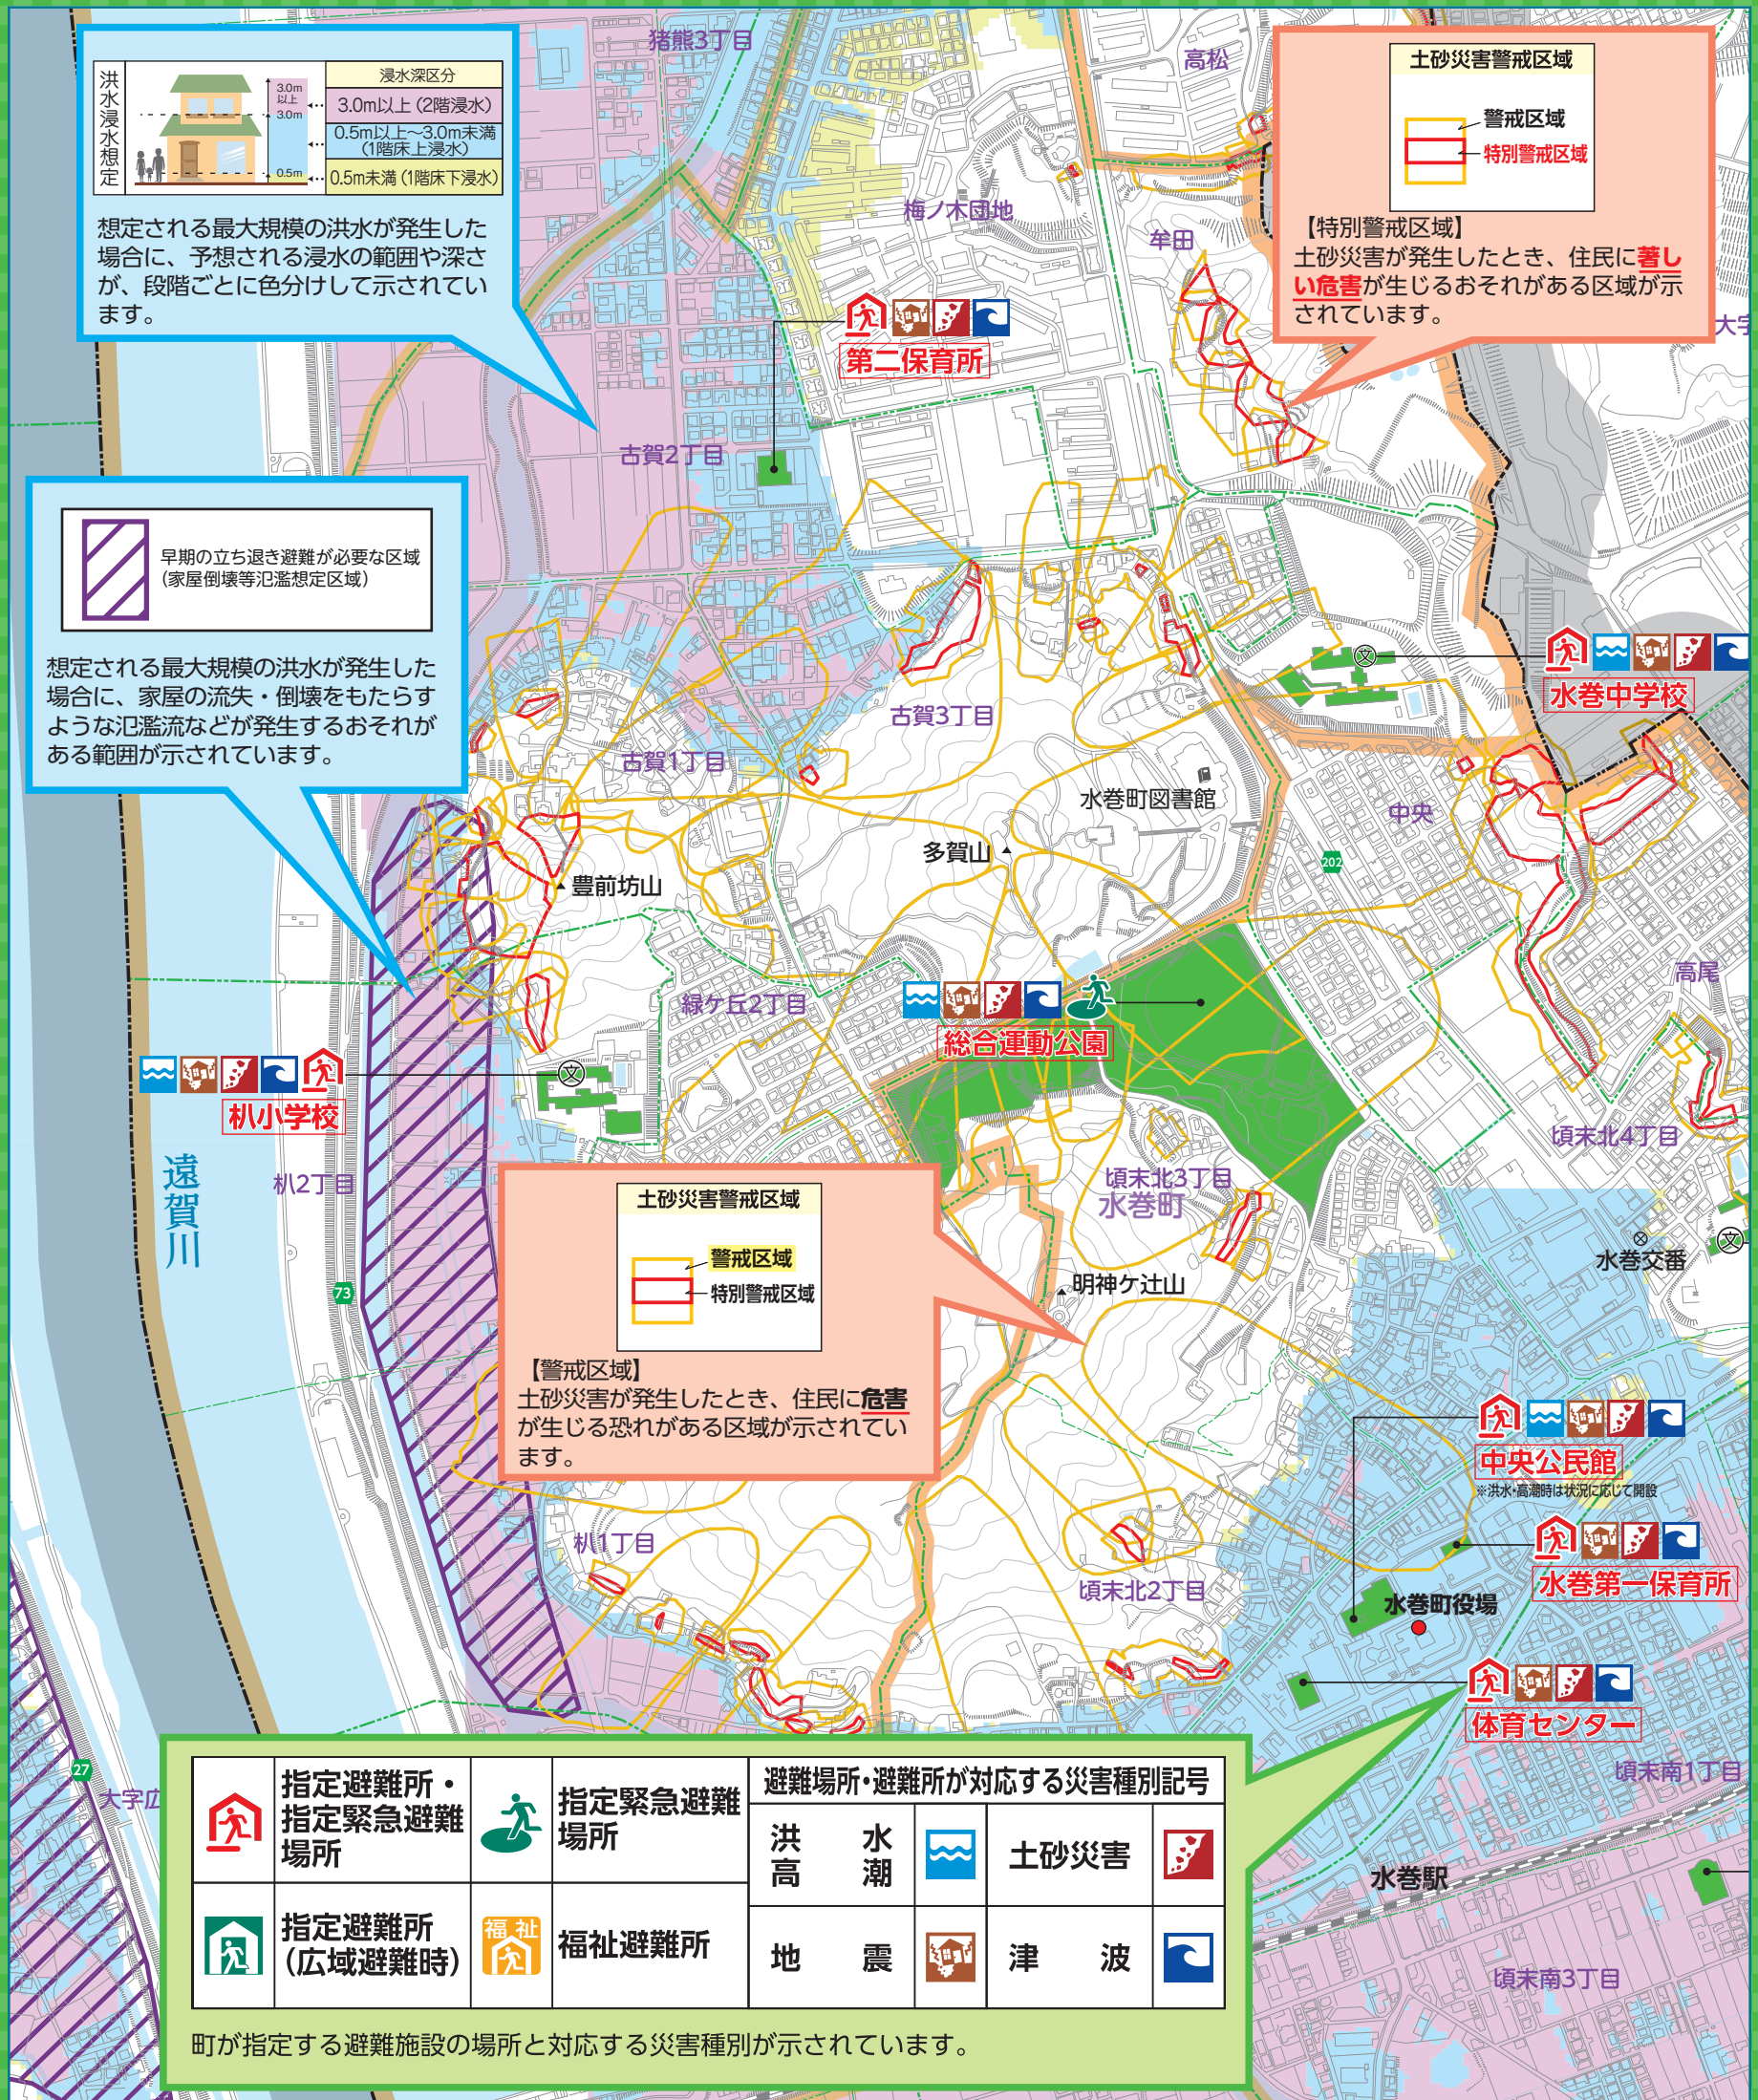 洪水浸水想定
3.0m
以上
3.0m
0.5m
浸水深区分
3.0m以上(2階浸水)
0.5m以上~3.0m未満
(1階床上浸水)
0.5m未満(1階床下浸水)
想定される最大規模の洪水が発生した
場合に、予想される浸水の範囲や深さ
が、段階ごとに色分けして示されてい
ます。
猪熊3丁目
高松
土砂災害警戒区域
警戒区域
特別警戒区域
【特別警戒区域】
土砂災害が発生したとき、住民に著し
い危害が生じるおそれがある区域が示
されています。
梅ノ木団地
牟田
大字
第二保育所
古賀2丁目
早期の立ち退き避難が必要な区域
(家屋倒壊等氾濫想定区域)
想定される最大規模の洪水が発生した
場合に、家屋の流失・倒壊をもたらす
ような氾濫流などが発生するおそれが
ある範囲が示されています。
文
水巻中学校
古賀3丁目
古賀1丁目
水巻町図書館
中央
多賀山
202
豊前坊山
高尾
緑ケ丘2丁目
総合運動公園
文
杁小学校
頃末北4丁目
遠賀川
杁2丁目
頃末北3丁目
水巻町
土砂災害警戒区域
警戒区域
特別警戒区域
【警戒区域】
土砂災害が発生したとき、住民に危害
が生じる恐れがある区域が示されてい
ます。
文
水巻交番
明神ケ辻山
73
中央公民館
※洪水・高潮時は状況に応じて開設
杁1丁目
水巻第一保育所
頃末北2丁目
水巻町役場
体育センター
27
大字広
頃末南1丁目
指定避難所・
指定緊急避難
場所
指定緊急避難
場所
避難場所・避難所が対応する災害種別記号
洪水
高潮
土砂災害
指定避難所
(広域避難時)
福祉
福祉避難所
地震
津波
水巻駅
頃末南3丁目
町が指定する避難施設の場所と対応する災害種別が示されています。